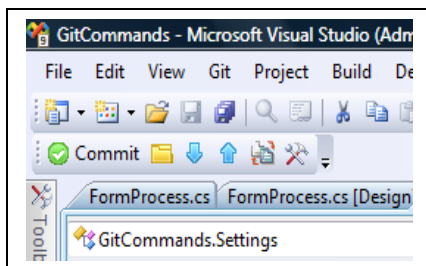 GitCommands - Microsoft Visual Studio (Adm
File Edit View Git Project Build De
Commit
FormProcess.cs FormProcess.cs [Design
Toolb
GitCommands.Settings